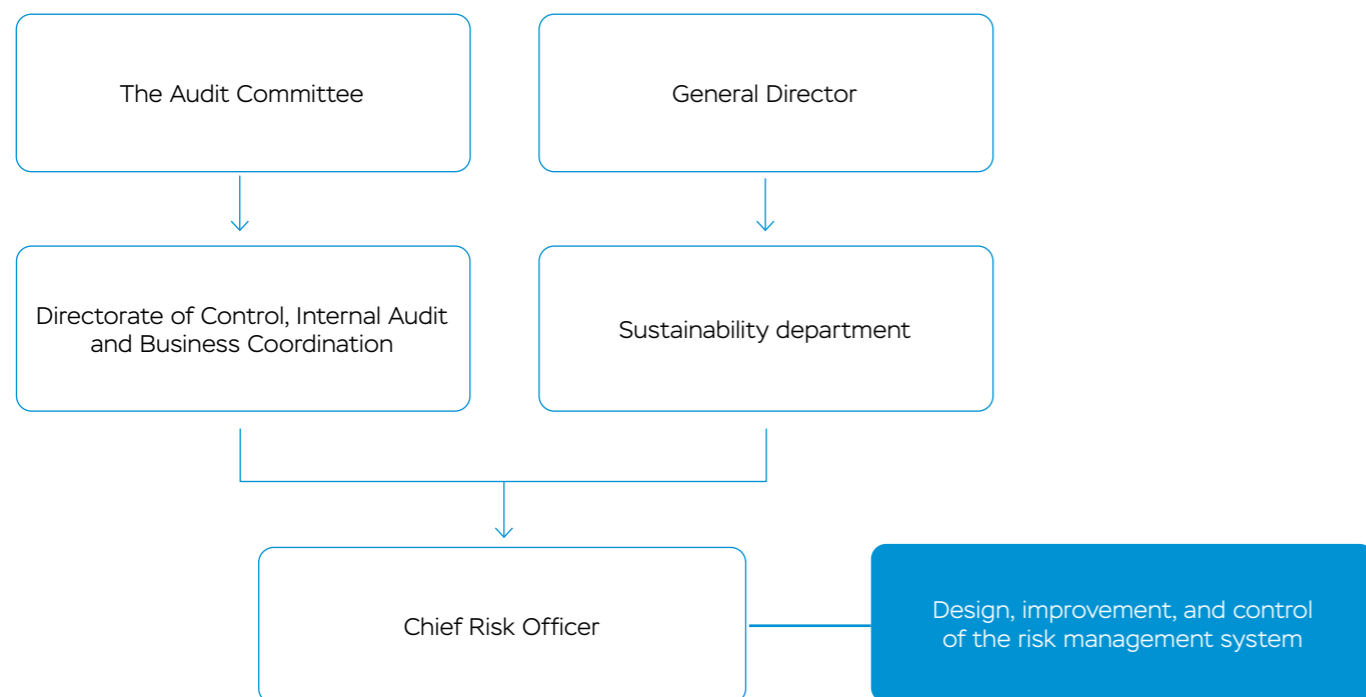 The Audit Committee
General Director
Directorate of Control, Internal Audit
and Business Coordination
Sustainability department
Chief Risk Officer
Design, improvement, and control
of the risk management system